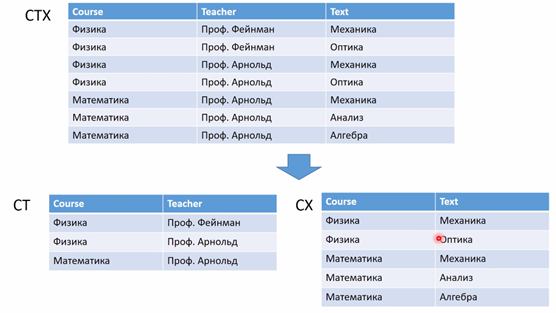 CTX
Course Teacher Text
Физика Проф. Фейнман Механика
Физика Проф. Фейнман Оптика
Физика Проф. Арнольд Механика
Физика Проф. Арнольд Оптика
Математика Проф. Арнольд Механика
Математика Проф. Арнольд Анализ
Математика Проф. Арнольд Алгебра
CT
Course Teacher
Физика Проф. Фейнман
Физика Проф. Арнольд
Математика Проф. Арнольд
CX
Course Text
Физика Механика
Физика Оптика
Математика Механика
Математика Анализ
Математика Алгебра